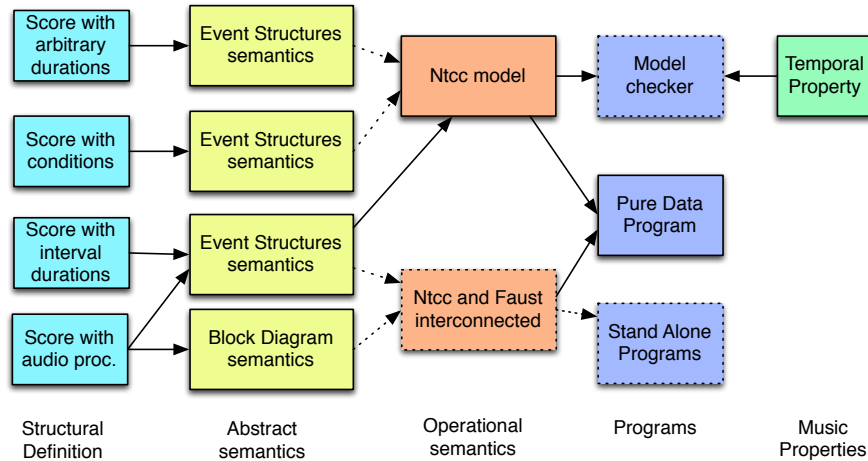 Score with
arbitrary
durations
Event Structures
semantics
Ntcc model
Model
checker
Temporal
Property
Score with
conditions
Event Structures
semantics
Score with
interval
durations
Event Structures
semantics
Pure Data
Program
Score with
audio proc.
Block Diagram
semantics
Ntcc and Faust
interconnected
Stand Alone
Programs
Structural
Definition
Abstract
semantics
Operational
semantics
Programs
Music
Properties